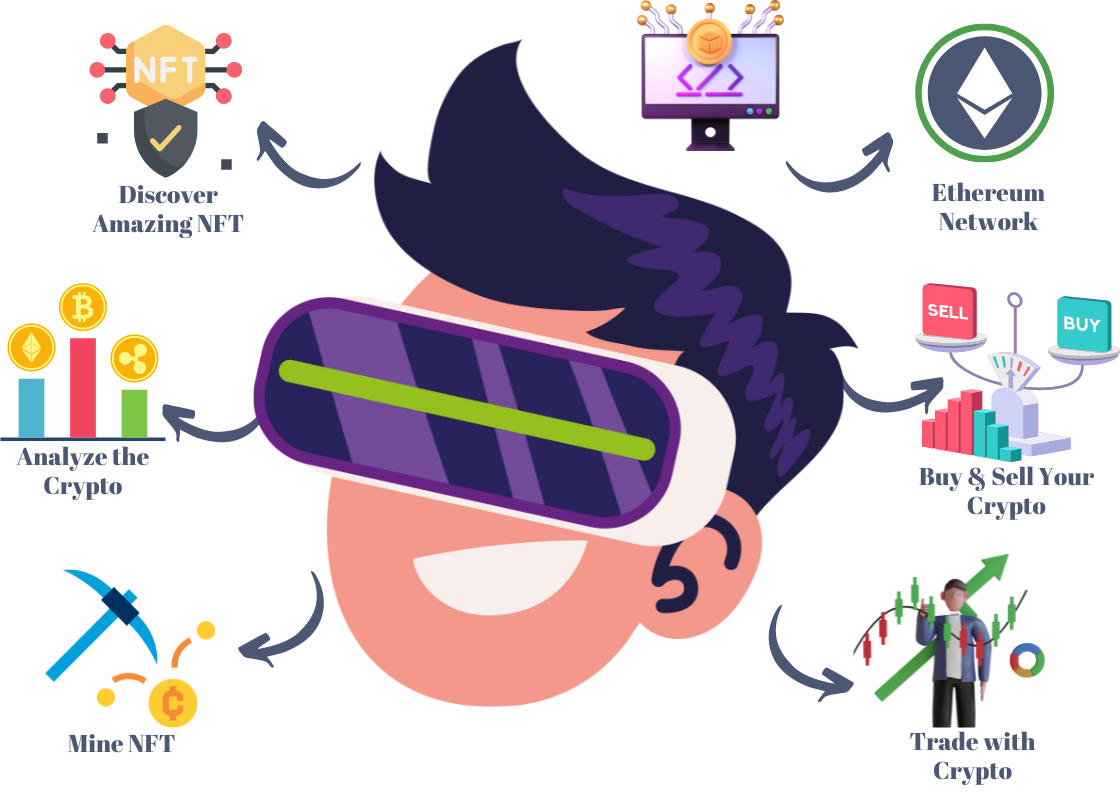 NFT
Discover
Amazing NFT
Ethereum
Network
SELL
BUY
Analyze the
Crypto
Buy & Sell Your
Crypto
Mine NFT
Trade with
Crypto